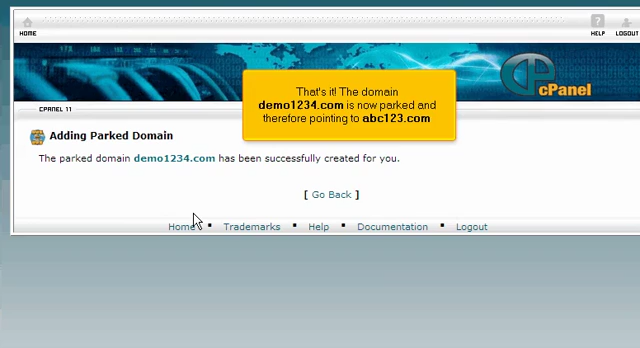 HOME
HELP
LOGOUT
cPanel
CPANEL 11
That's it! The domain
demo1234.com is now parked and
therefore pointing to abc123.com
Adding Parked Domain
The parked domain demo1234.com has been successfully created for you.
[ Go Back ]
Home ▪ Trademarks ▪ Help ▪ Documentation ▪ Logout